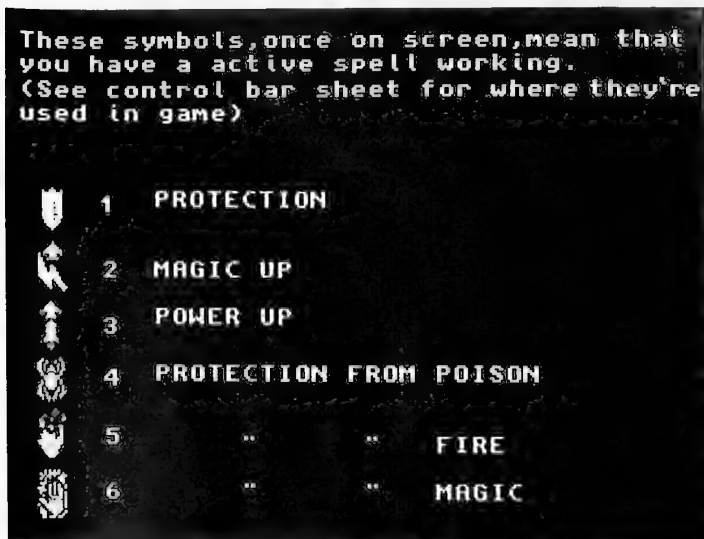 These symbols,once on screen,mean that
you have a active spell working.
(See control bar sheet for where they're
used in game)
1 PROTECTION
2 MAGIC UP
3 POWER UP
4 PROTECTION FROM POISON
5 " " FIRE
6 " " MAGIC